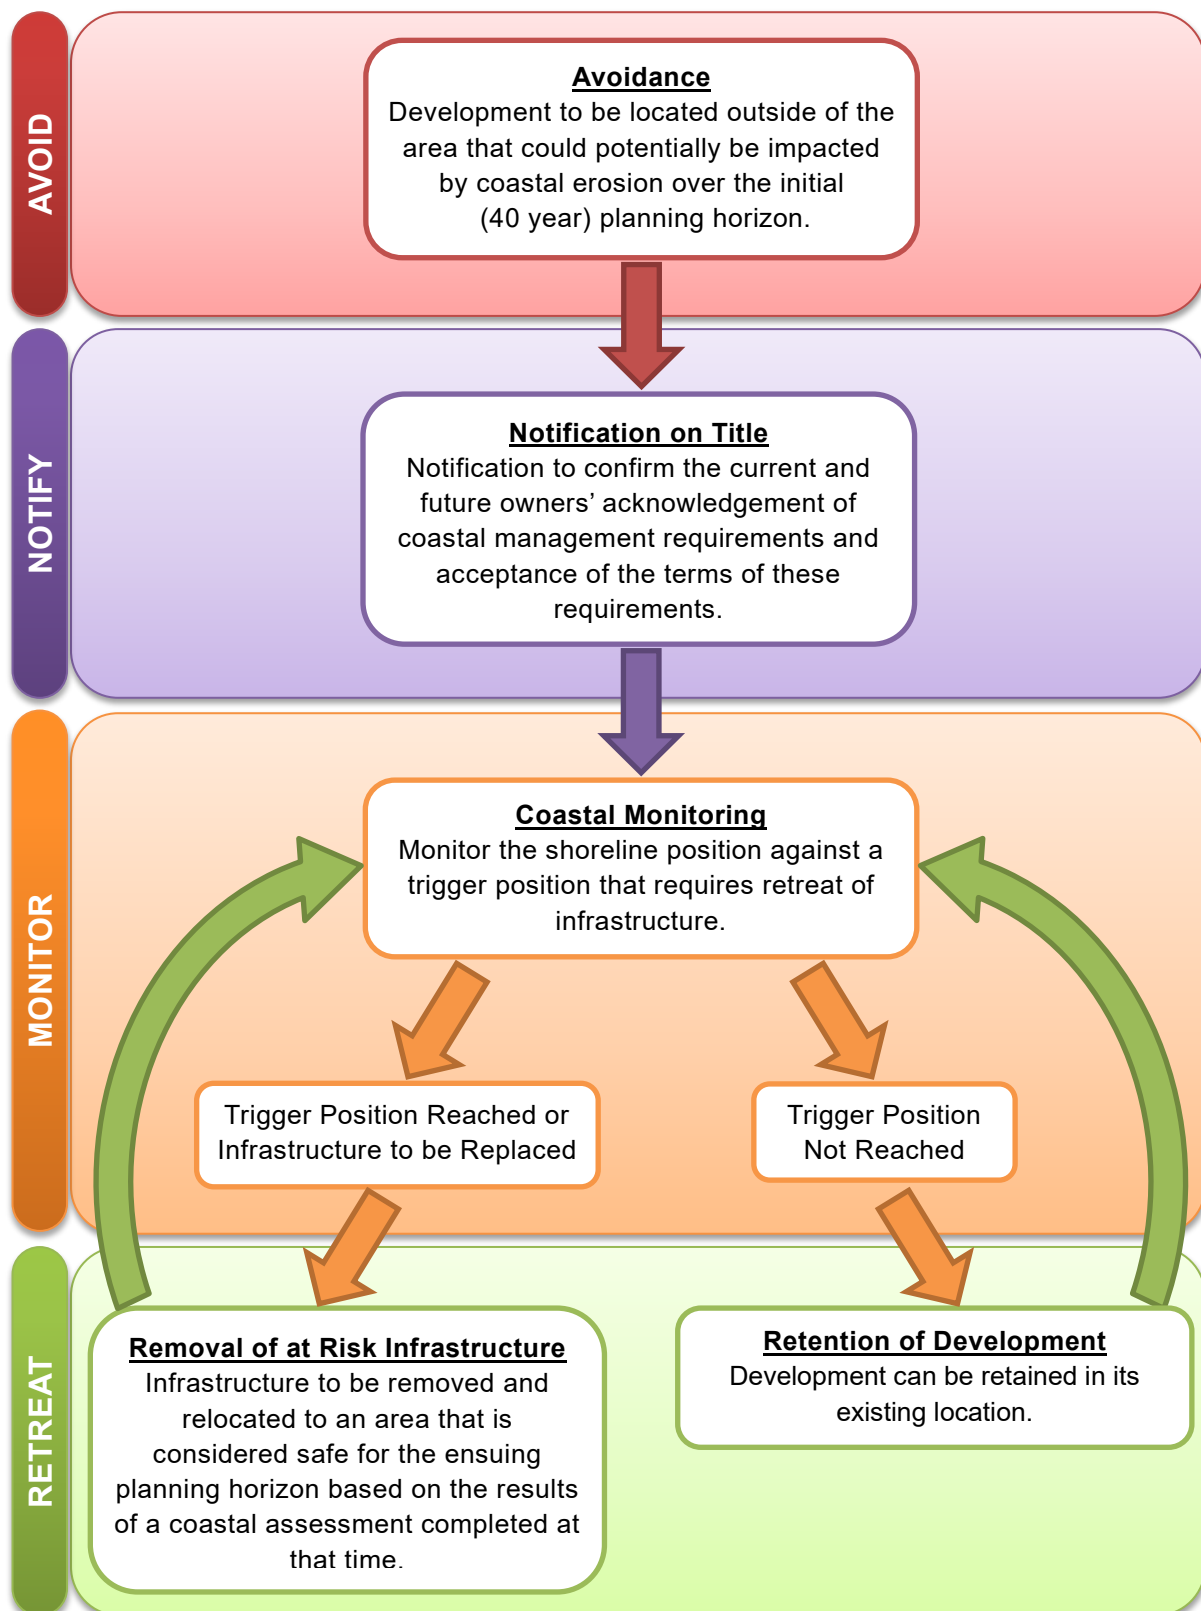 AVOID
Avoidance
Development to be located outside of the
area that could potentially be impacted
by coastal erosion over the initial
(40 year) planning horizon.
NOTIFY
Notification on Title
Notification to confirm the current and
future owners’ acknowledgement of
coastal management requirements and
acceptance of the terms of these
requirements.
MONITOR
Coastal Monitoring
Monitor the shoreline position against a
trigger position that requires retreat of
infrastructure.
Trigger Position Reached or
Infrastructure to be Replaced
Trigger Position
Not Reached
RETREAT
Removal of at Risk Infrastructure
Infrastructure to be removed and
relocated to an area that is
considered safe for the ensuing
planning horizon based on the results
of a coastal assessment completed at
that time.
Retention of Development
Development can be retained in its
existing location.